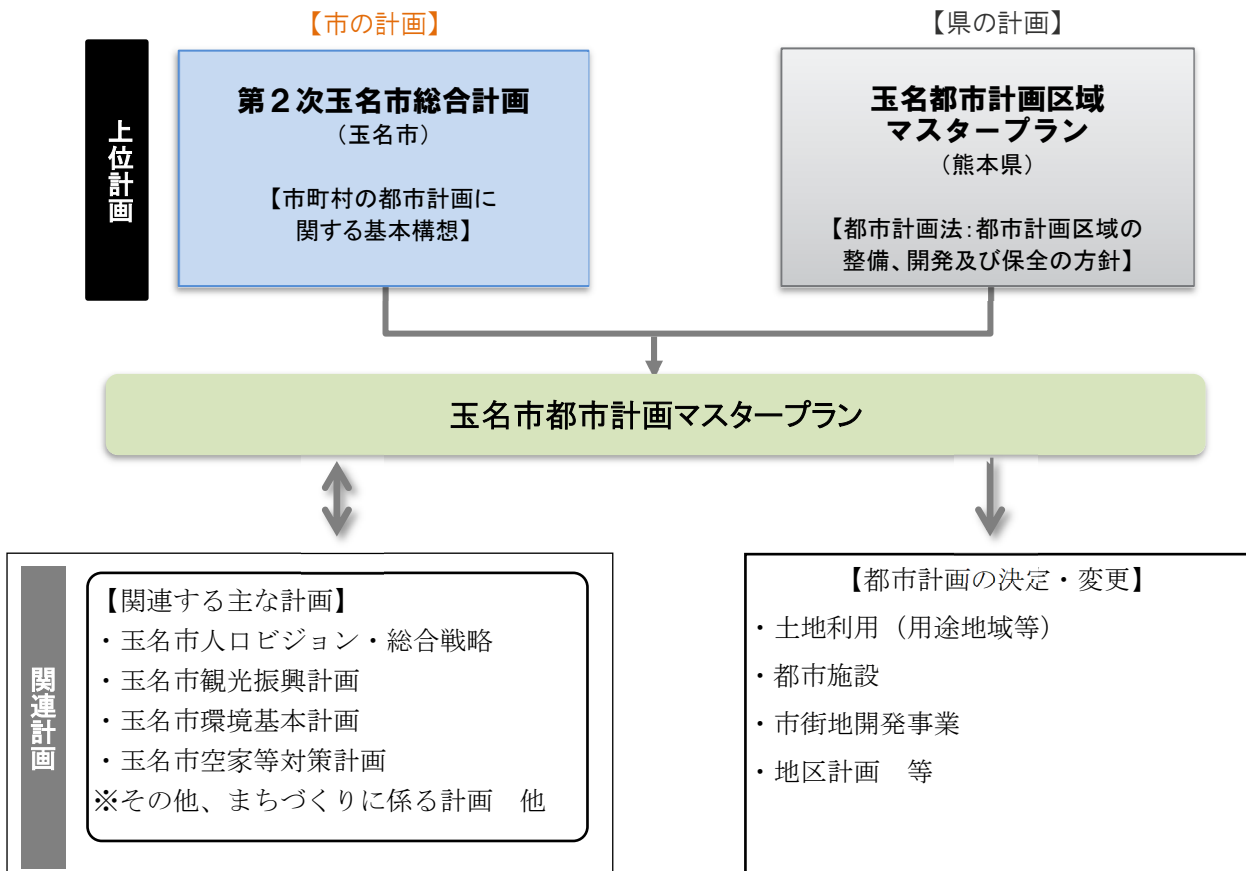 【市の計画】
【県の計画】
上位計画
第２次玉名市総合計画
（玉名市）
【市町村の都市計画に
関する基本構想】
玉名都市計画区域
マスタープラン
（熊本県）
【都市計画法：都市計画区域の
整備、開発及び保全の方針】
玉名市都市計画マスタープラン
関連計画
【関連する主な計画】
・玉名市人口ビジョン・総合戦略
・玉名市観光振興計画
・玉名市環境基本計画
・玉名市空家等対策計画
※その他、まちづくりに係る計画　他
【都市計画の決定・変更】
・土地利用（用途地域等）
・都市施設
・市街地開発事業
・地区計画　等